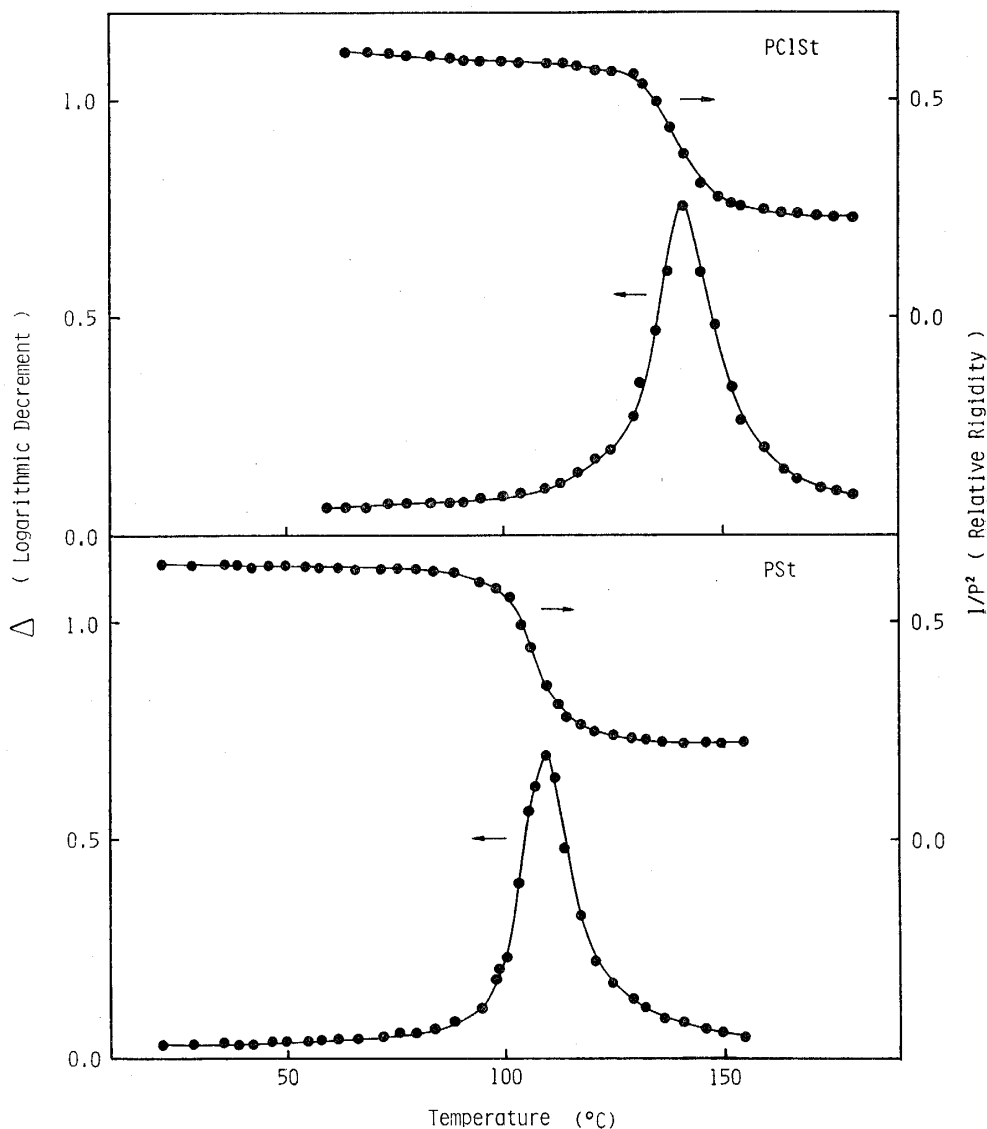 PClSt
1.0
0.5
0.5
0.0
0.0
PSt
1.0
0.5
0.5
0.0
0.0
50
100
150
Temperature (°C)
Δ ( Logarithmic Decrement )
1/P² ( Relative Rigidity )